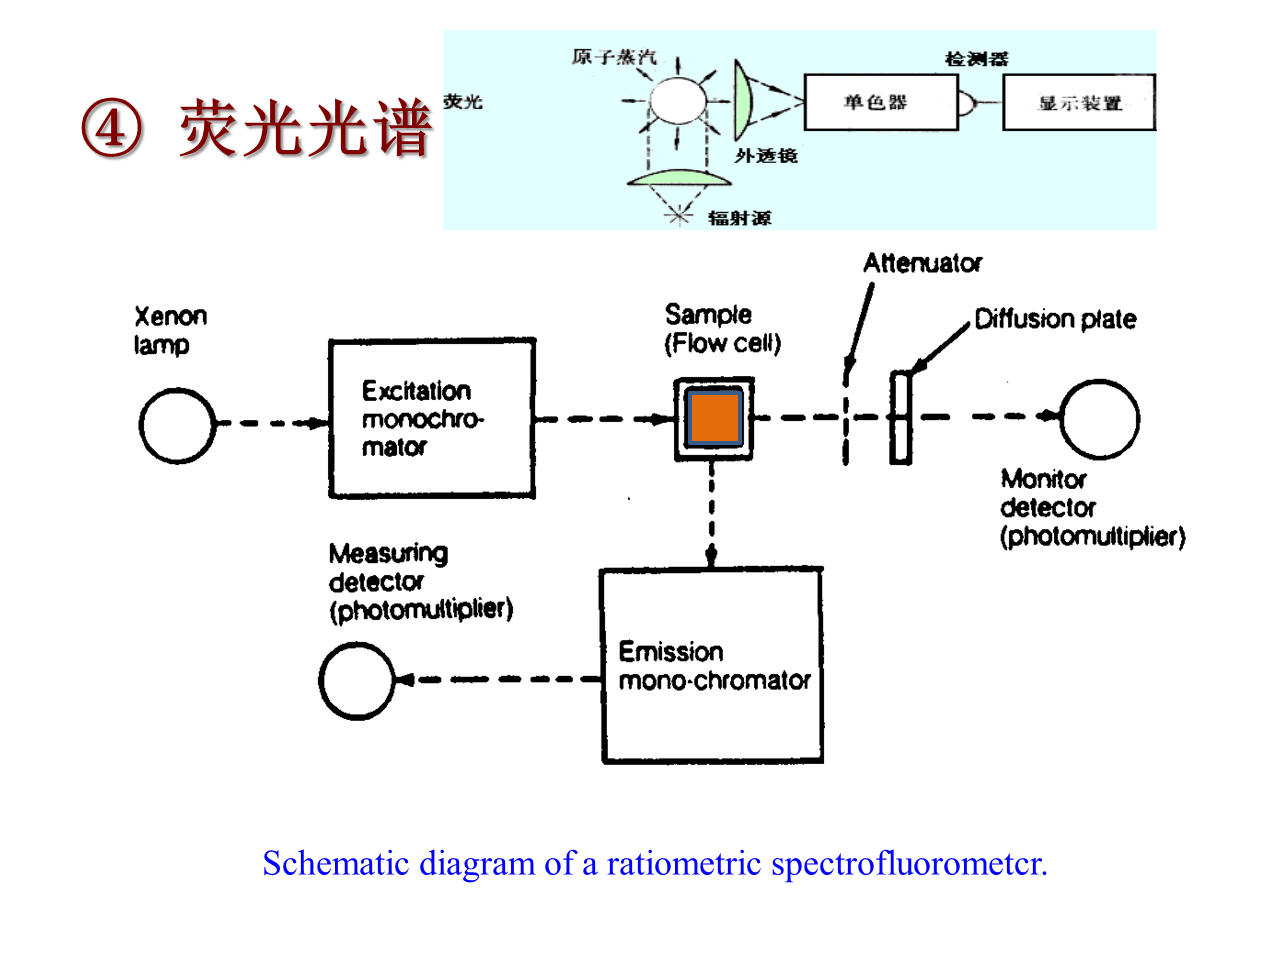 ④ 荧光光谱
荧光
原子蒸汽
检测器
单色器
显示装置
外透镜
辐射源
Attenuator
Xenon
lamp
Sample
(Flow cell)
Diffusion plate
Excitation
monochro-
mator
Monitor
detector
(photomultiplier)
Measuring
detector
(photomultiplier)
Emission
mono-chromator
Schematic diagram of a ratiometric spectrofluorometcr.